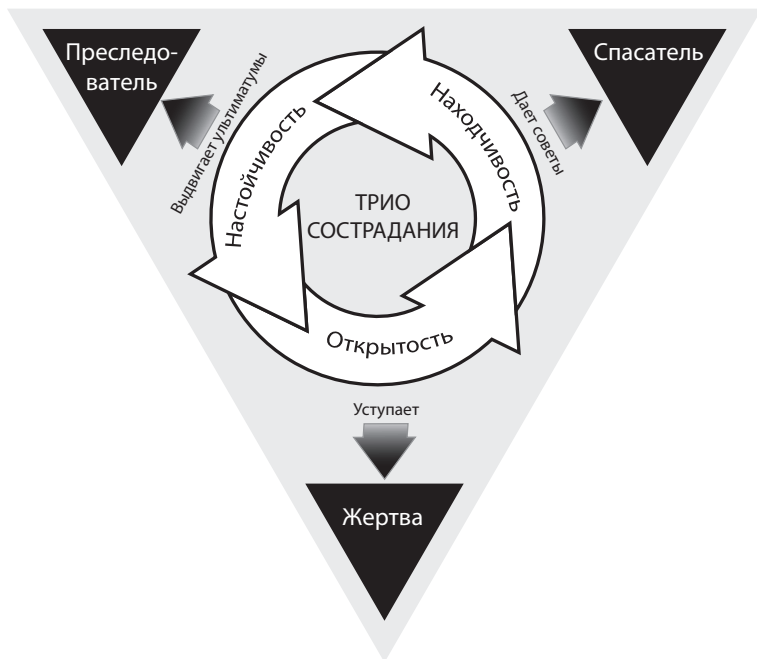 Преследо-
ватель
Спасатель
Выдвигает ультиматумы
Настойчивость
Находчивость
Дает советы
ТРИО
СОСТРАДАНИЯ
Открытость
Уступает
Жертва